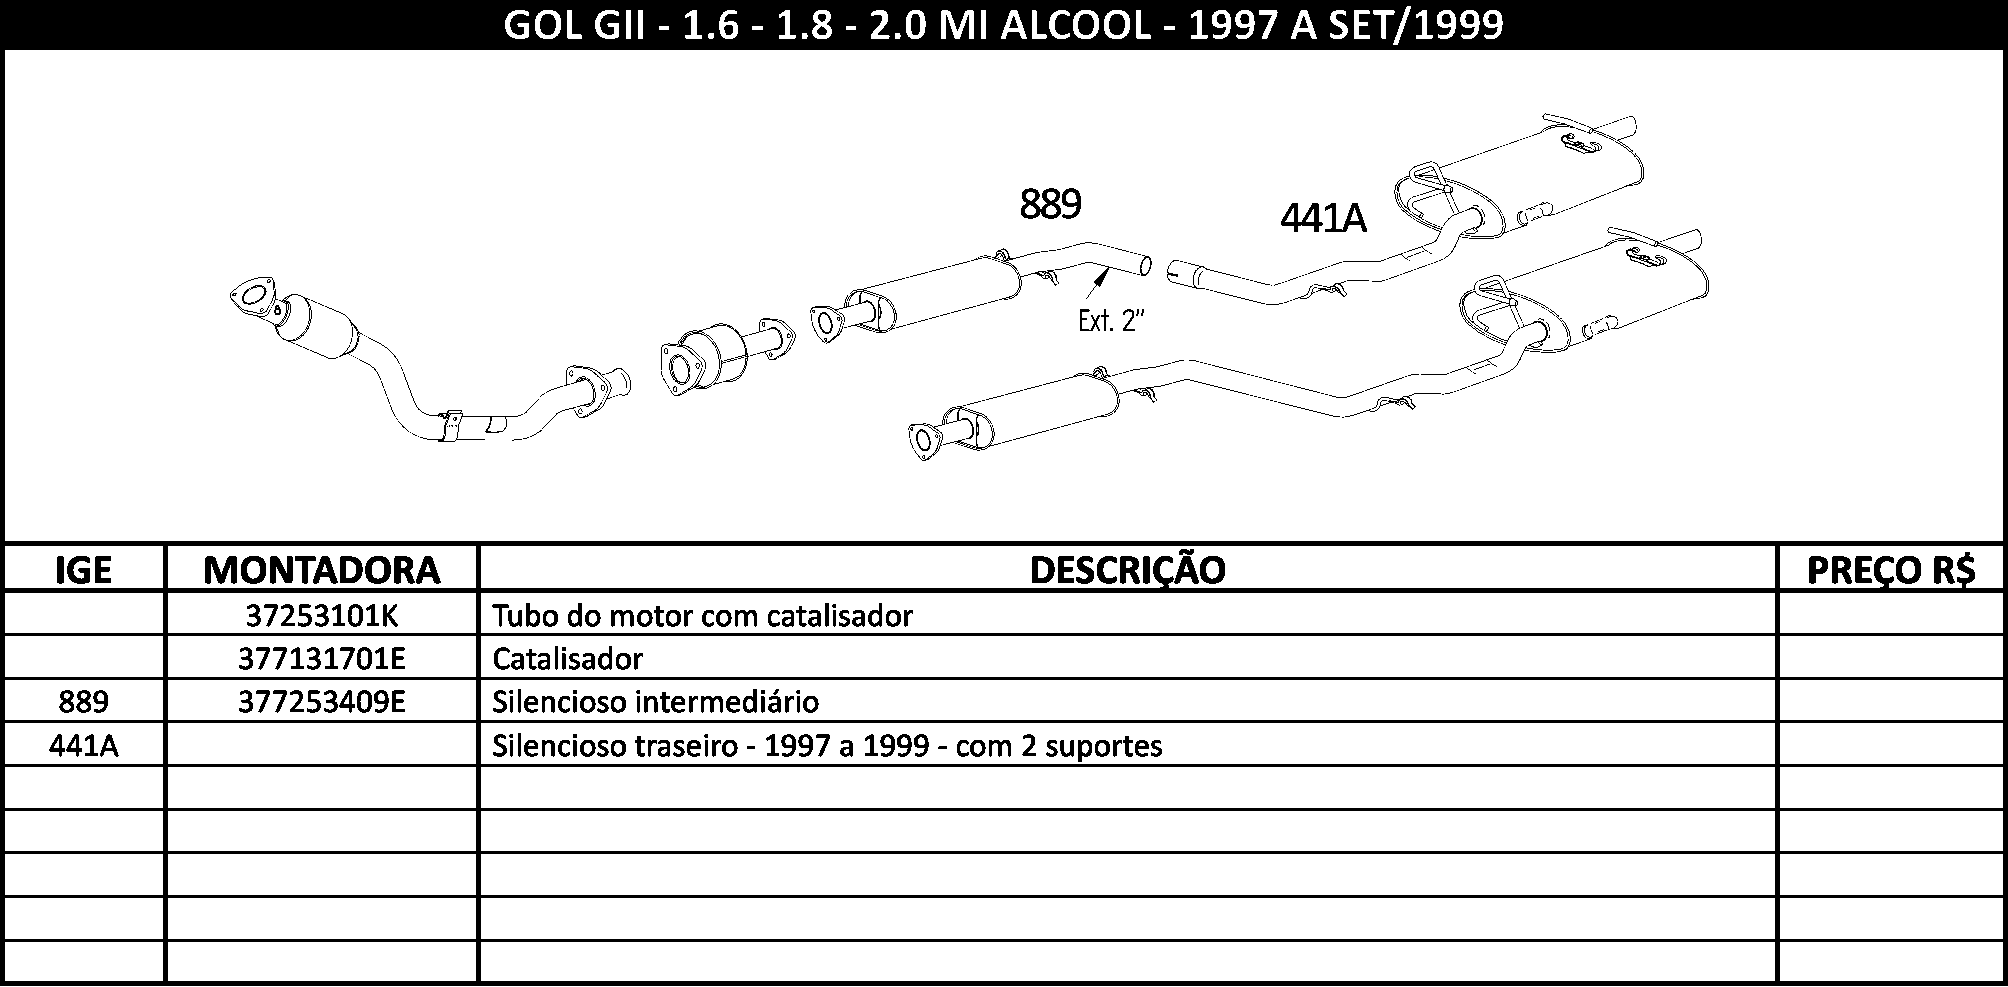 GOL GII - 1.6 - 1.8 - 2.0 MI ALCOOL - 1997 A SET/1999
889
441A
Ext. 2”
IGE MONTADORA DESCRIÇÃO PREÇO R$
37253101K Tubo do motor com catalisador
377131701E Catalisador
889 377253409E Silencioso intermediário
441A Silencioso traseiro - 1997 a 1999 - com 2 suportes